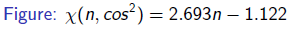 Figure: χ(n, cos²) = 2.693n − 1.122